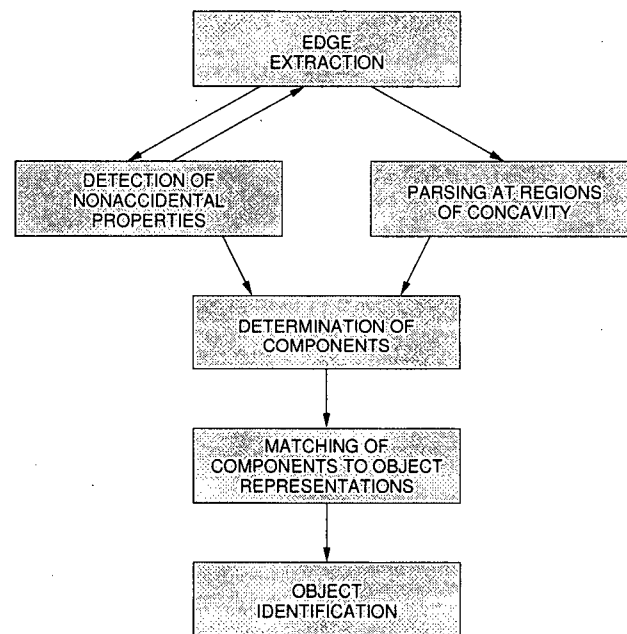 EDGE
EXTRACTION
DETECTION OF
NONACCIDENTAL
PROPERTIES
PARSING AT REGIONS
OF CONCAVITY
DETERMINATION OF
COMPONENTS
MATCHING OF
COMPONENTS TO OBJECT
REPRESENTATIONS
OBJECT
IDENTIFICATION